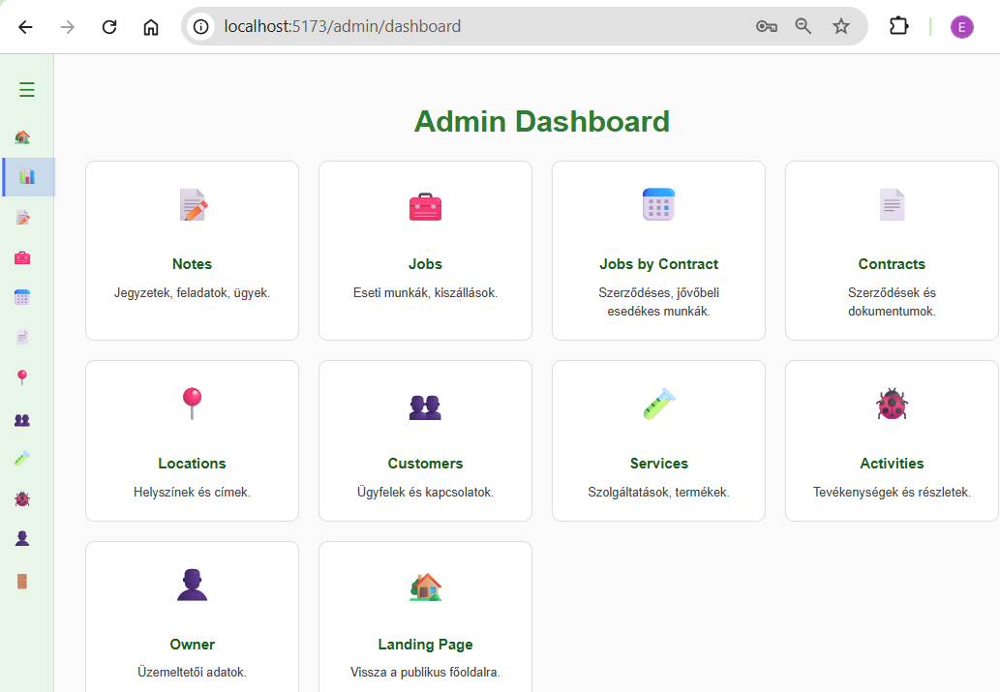 localhost:5173/admin/dashboard
E
Admin Dashboard
Notes
Jegyzetek, feladatok, ügyek.
Jobs
Eseti munkák, kiszállások.
Jobs by Contract
Szerződéses, jővőbeli
esedékes munkák.
Contracts
Szerződések és
dokumentumok.
Locations
Helyszínek és címek.
Customers
Ügyfelek és kapcsolatok.
Services
Szolgáltatások, termékek.
Activities
Tevékenységek és részletek.
Owner
Üzemeltetői adatok.
Landing Page
Vissza a publikus főoldalra.